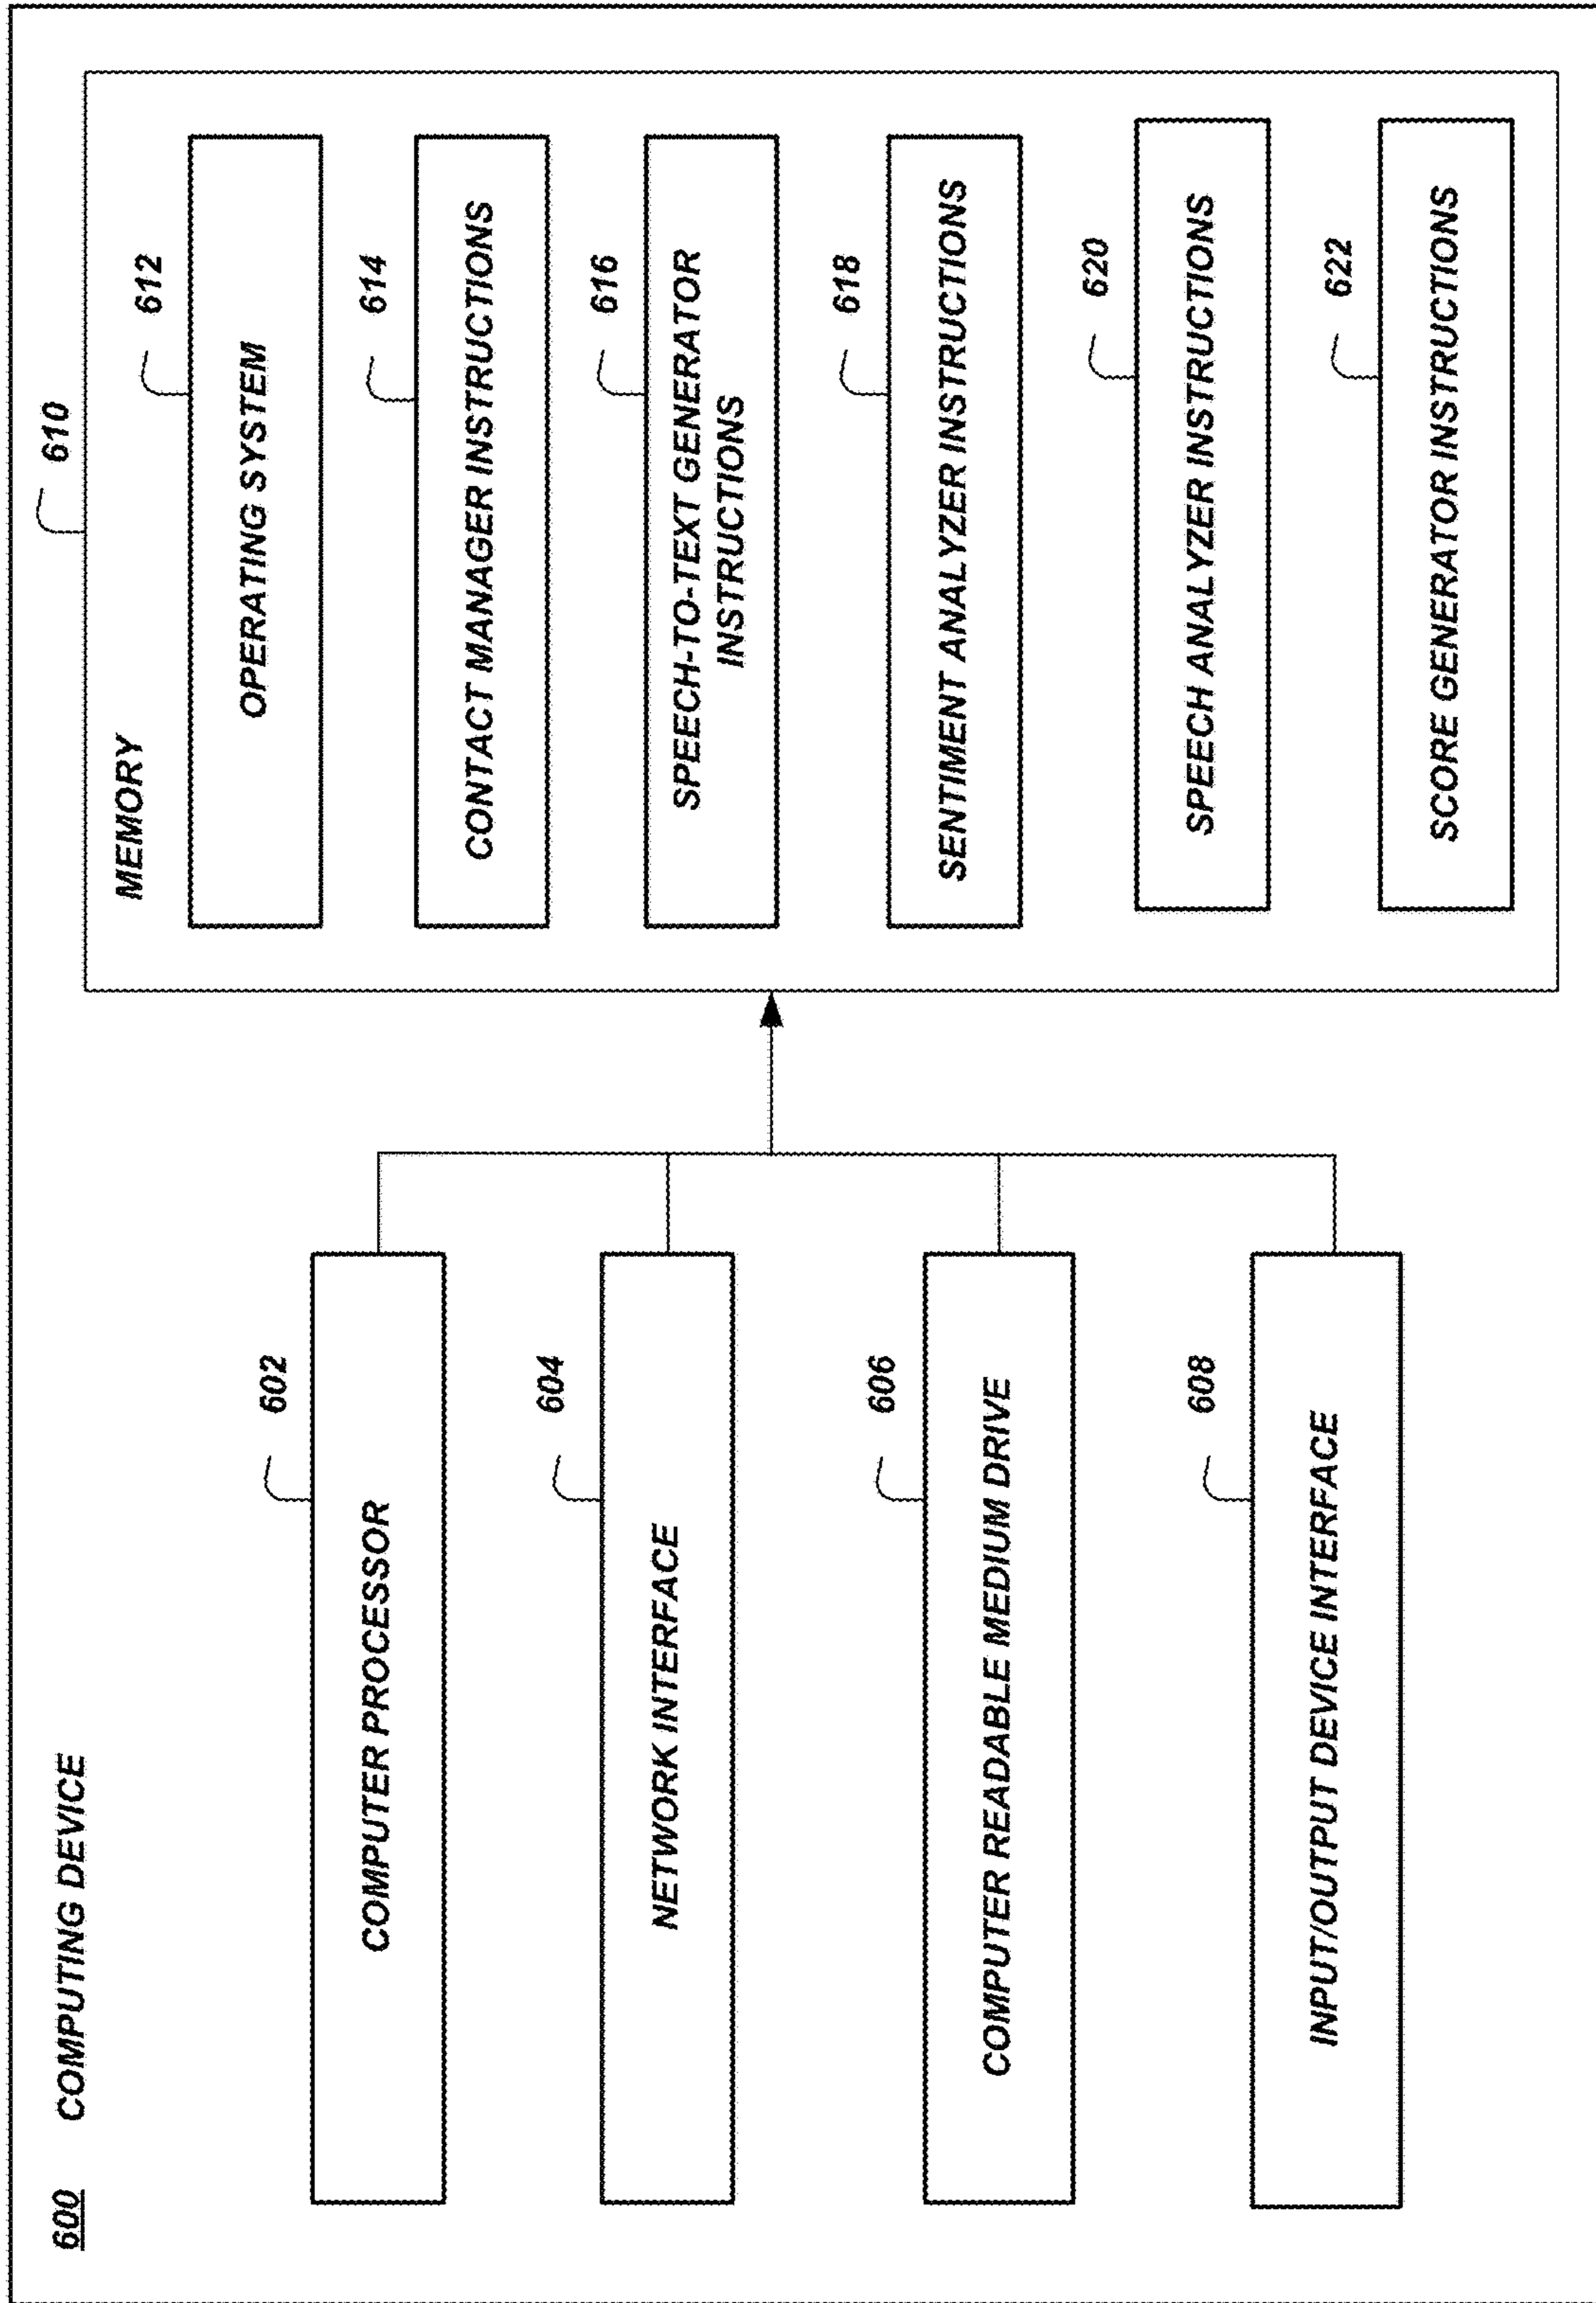 600 COMPUTING DEVICE
602
COMPUTER PROCESSOR
604
NETWORK INTERFACE
606
COMPUTER READABLE MEDIUM DRIVE
608
INPUT/OUTPUT DEVICE INTERFACE
610
MEMORY
612
OPERATING SYSTEM
614
CONTACT MANAGER INSTRUCTIONS
616
SPEECH-TO-TEXT GENERATOR
INSTRUCTIONS
618
SENTIMENT ANALYZER INSTRUCTIONS
620
SPEECH ANALYZER INSTRUCTIONS
622
SCORE GENERATOR INSTRUCTIONS